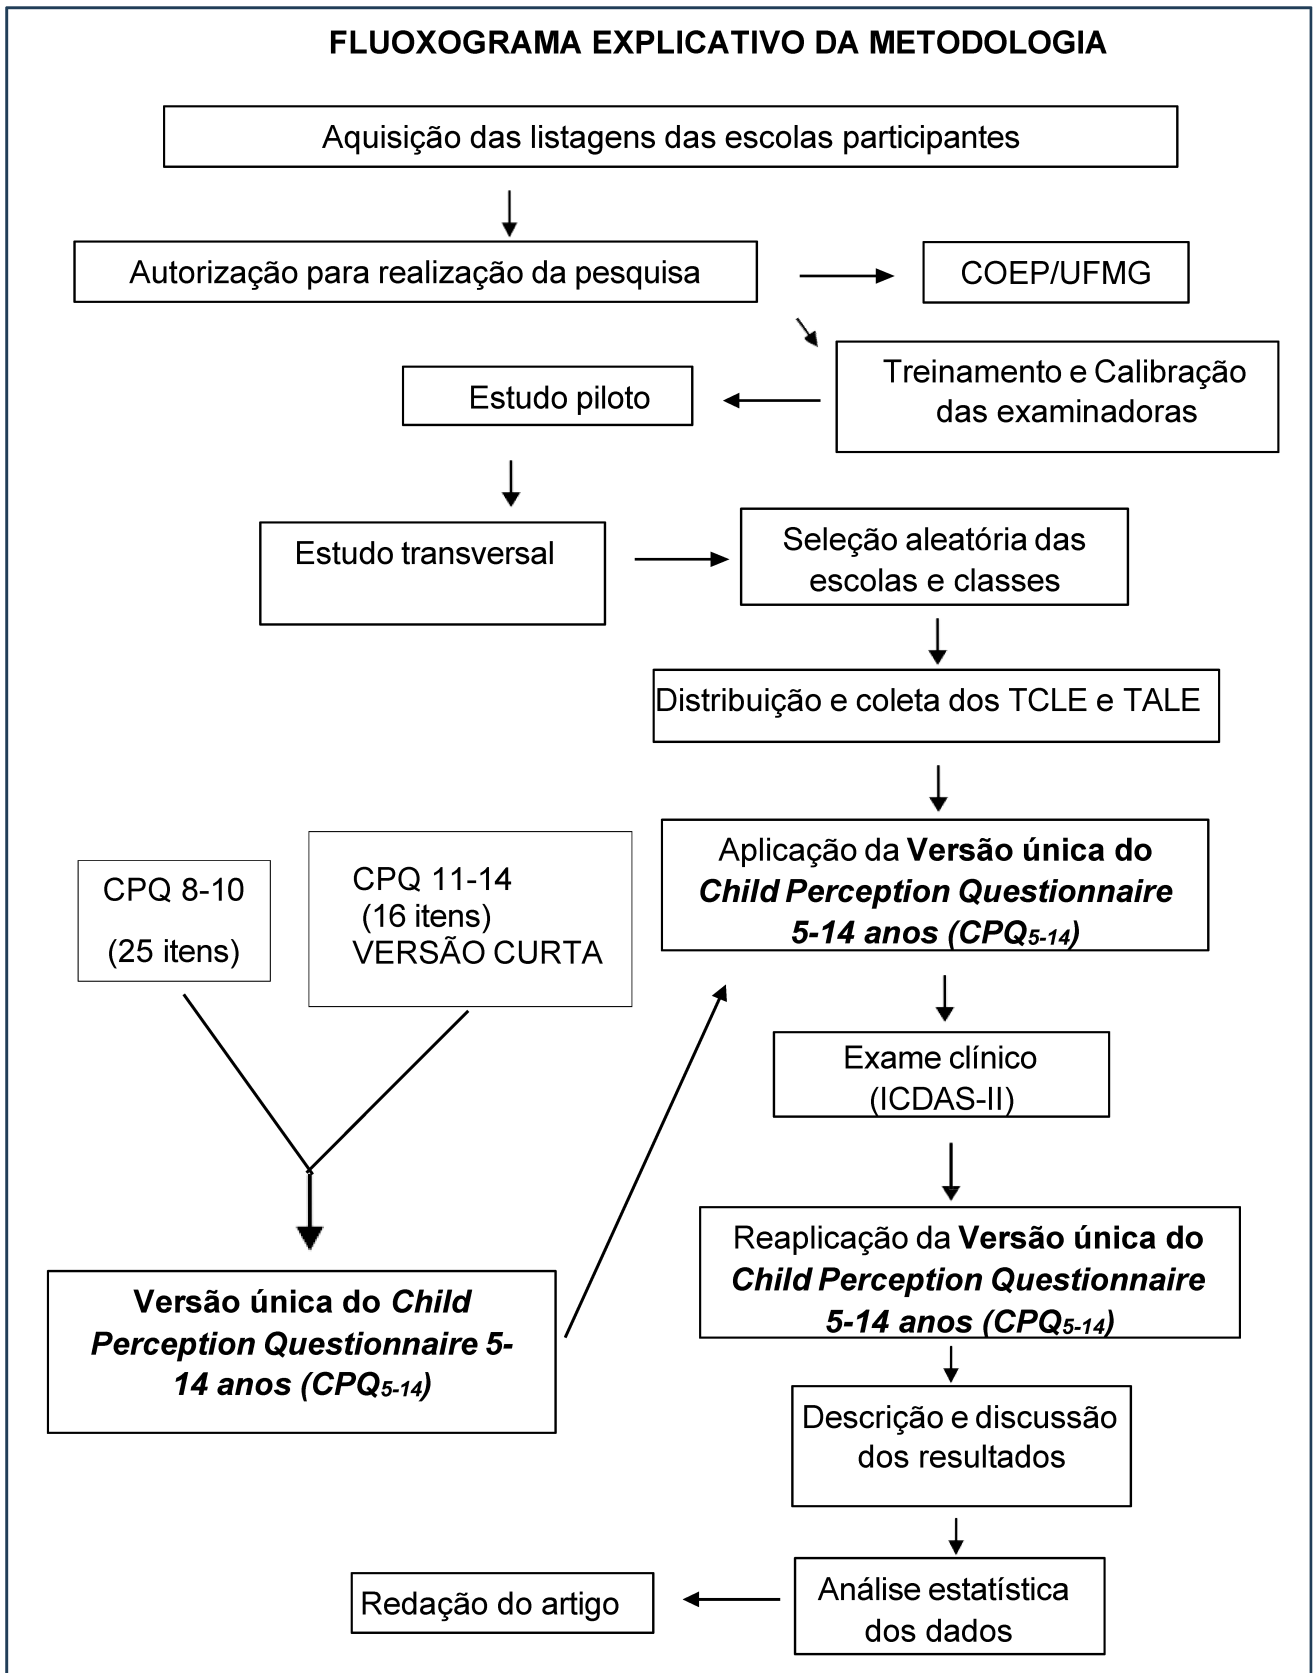 FLUOXOGRAMA EXPLICATIVO DA METODOLOGIA
Aquisição das listagens das escolas participantes
Autorização para realização da pesquisa
COEP/UFMG
Treinamento e Calibração
das examinadoras
Estudo piloto
Estudo transversal
Seleção aleatória das
escolas e classes
Distribuição e coleta dos TCLE e TALE
CPQ 8-10
(25 itens)
CPQ 11-14
(16 itens)
VERSÃO CURTA
Aplicação da Versão única do
Child Perception Questionnaire
5-14 anos (CPQ5-14)
Exame clínico
(ICDAS-II)
Versão única do Child
Perception Questionnaire 5-
14 anos (CPQ5-14)
Reaplicação da Versão única do
Child Perception Questionnaire
5-14 anos (CPQ5-14)
Descrição e discussão
dos resultados
Análise estatística
dos dados
Redação do artigo